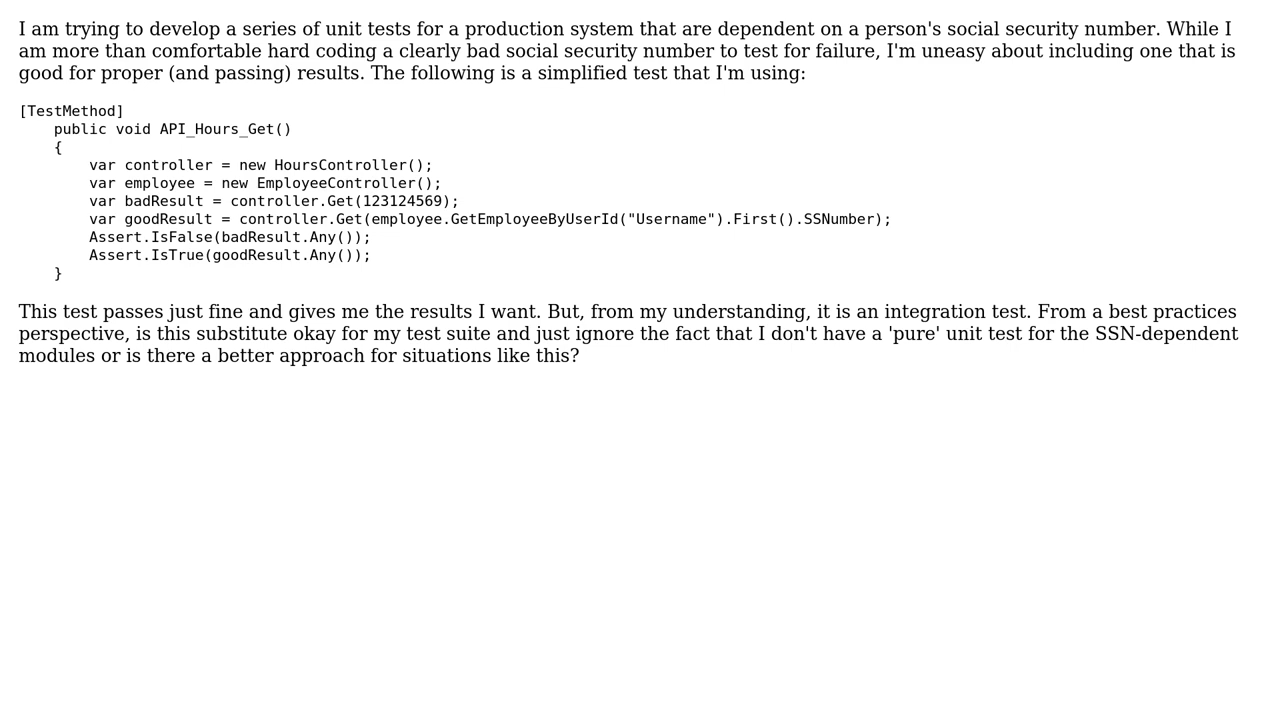 I am trying to develop a series of unit tests for a production system that are dependent on a person's social security number. While I
am more than comfortable hard coding a clearly bad social security number to test for failure, I'm uneasy about including one that is
good for proper (and passing) results. The following is a simplified test that I'm using:
[TestMethod]
    public void API_Hours_Get()
    {
        var controller = new HoursController();
        var employee = new EmployeeController();
        var badResult = controller.Get(123124569);
        var goodResult = controller.Get(employee.GetEmployeeByUserId("Username").First().SSNumber);
        Assert.IsFalse(badResult.Any());
        Assert.IsTrue(goodResult.Any());
    }
This test passes just fine and gives me the results I want. But, from my understanding, it is an integration test. From a best practices
perspective, is this substitute okay for my test suite and just ignore the fact that I don't have a 'pure' unit test for the SSN-dependent
modules or is there a better approach for situations like this?